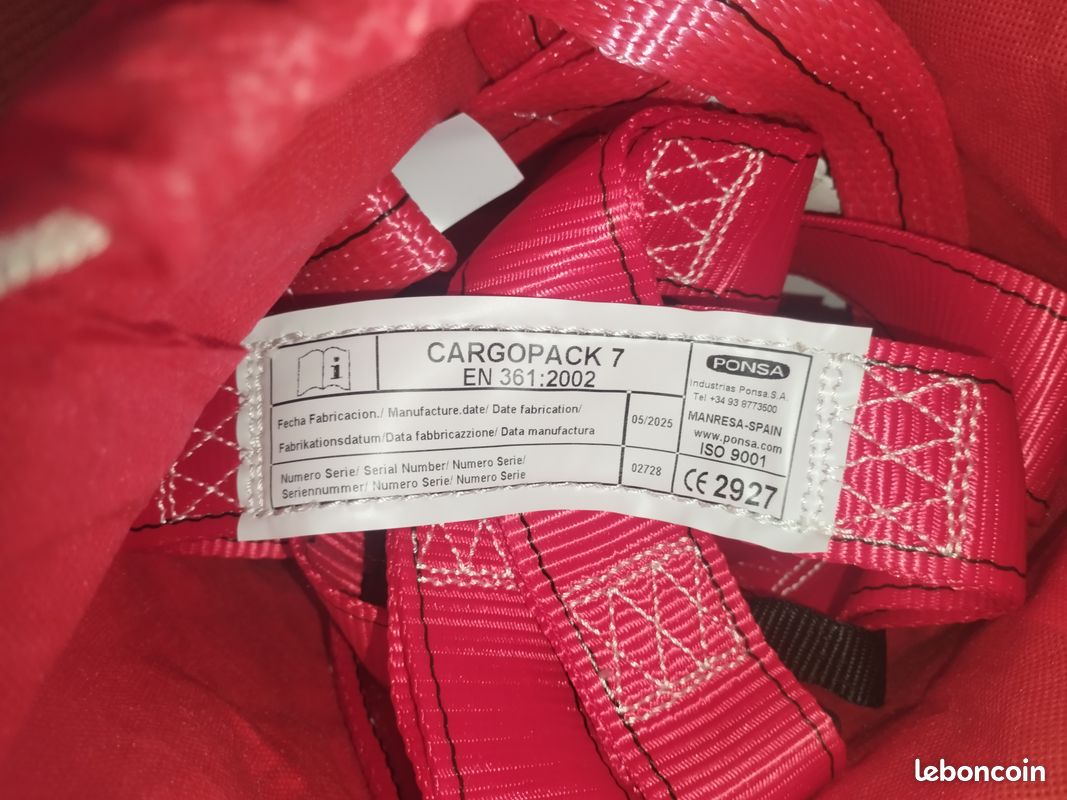 i
CARGOPACK 7
EN 361:2002
Fecha Fabricacion./ Manufacture.date/ Date fabrication/
Fabrikationsdatum/Data fabbricazzione/ Data manufactura
05/2025
Numero Serie/ Serial Number/ Numero Serie/
Seriennummer/ Numero Serie/ Numero Serie
02728
PONSA
Industrias Ponsa.S.A.
Tel +34 93 8773500
MANRESA-SPAIN
www.ponsa.com
ISO 9001
CE 2927
leboncoin